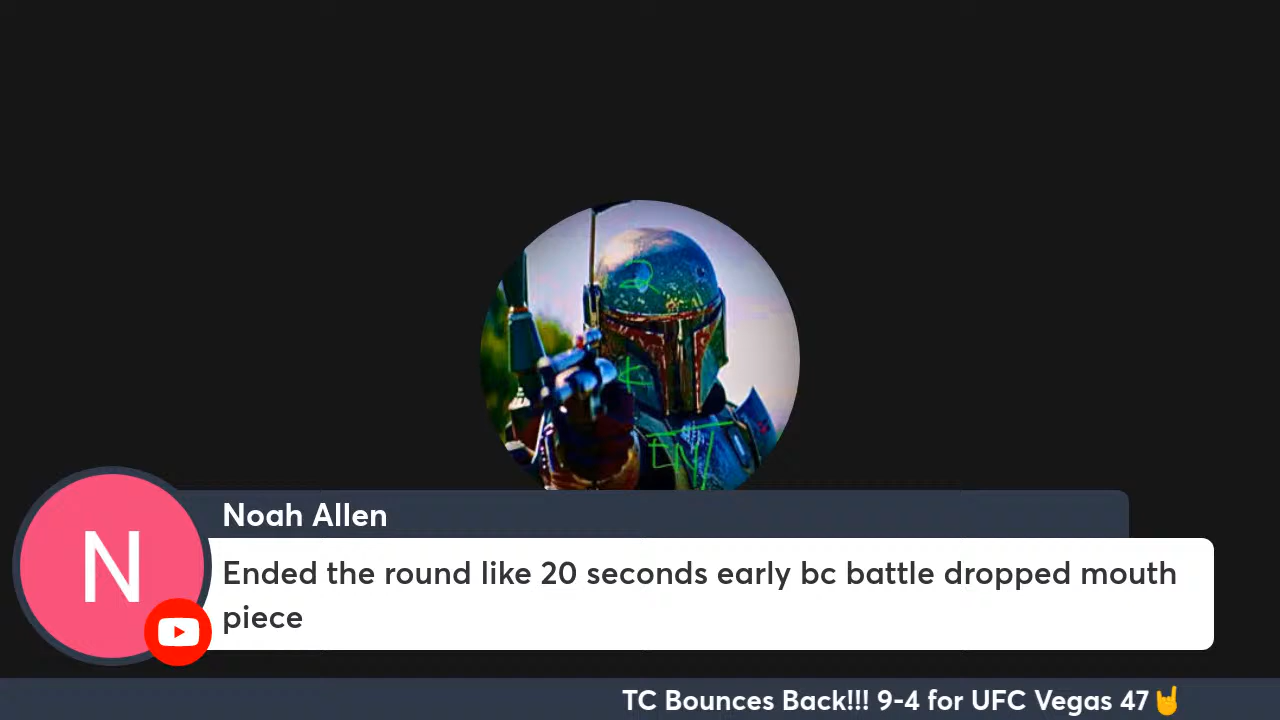 N
Noah Allen
Ended the round like 20 seconds early bc battle dropped mouth
piece
TC Bounces Back!!! 9-4 for UFC Vegas 47🤘